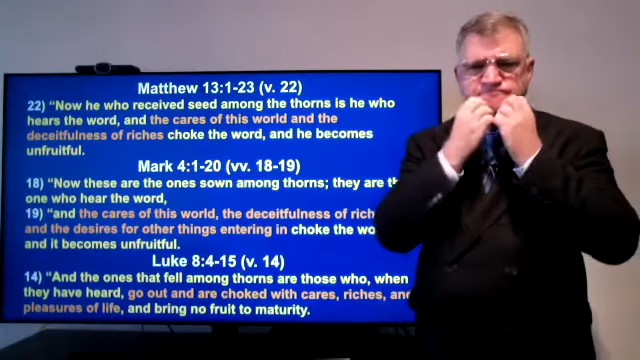 Matthew 13:1-23 (v. 22)
22) “Now he who received seed among the thorns is he who
hears the word, and the cares of this world and the
deceitfulness of riches choke the word, and he becomes
unfruitful.
Mark 4:1-20 (vv. 18-19)
18) “Now these are the ones sown among thorns; they are
one who hear the word,
19) “and the cares of this world, the deceitfulness of
and the desires for other things entering in choke the
and it becomes unfruitful.
Luke 8:4-15 (v. 14)
14) “And the ones that fell among thorns are those who, when
they have heard, go out and are choked with cares, riches, and
pleasures of life, and bring no fruit to maturity.